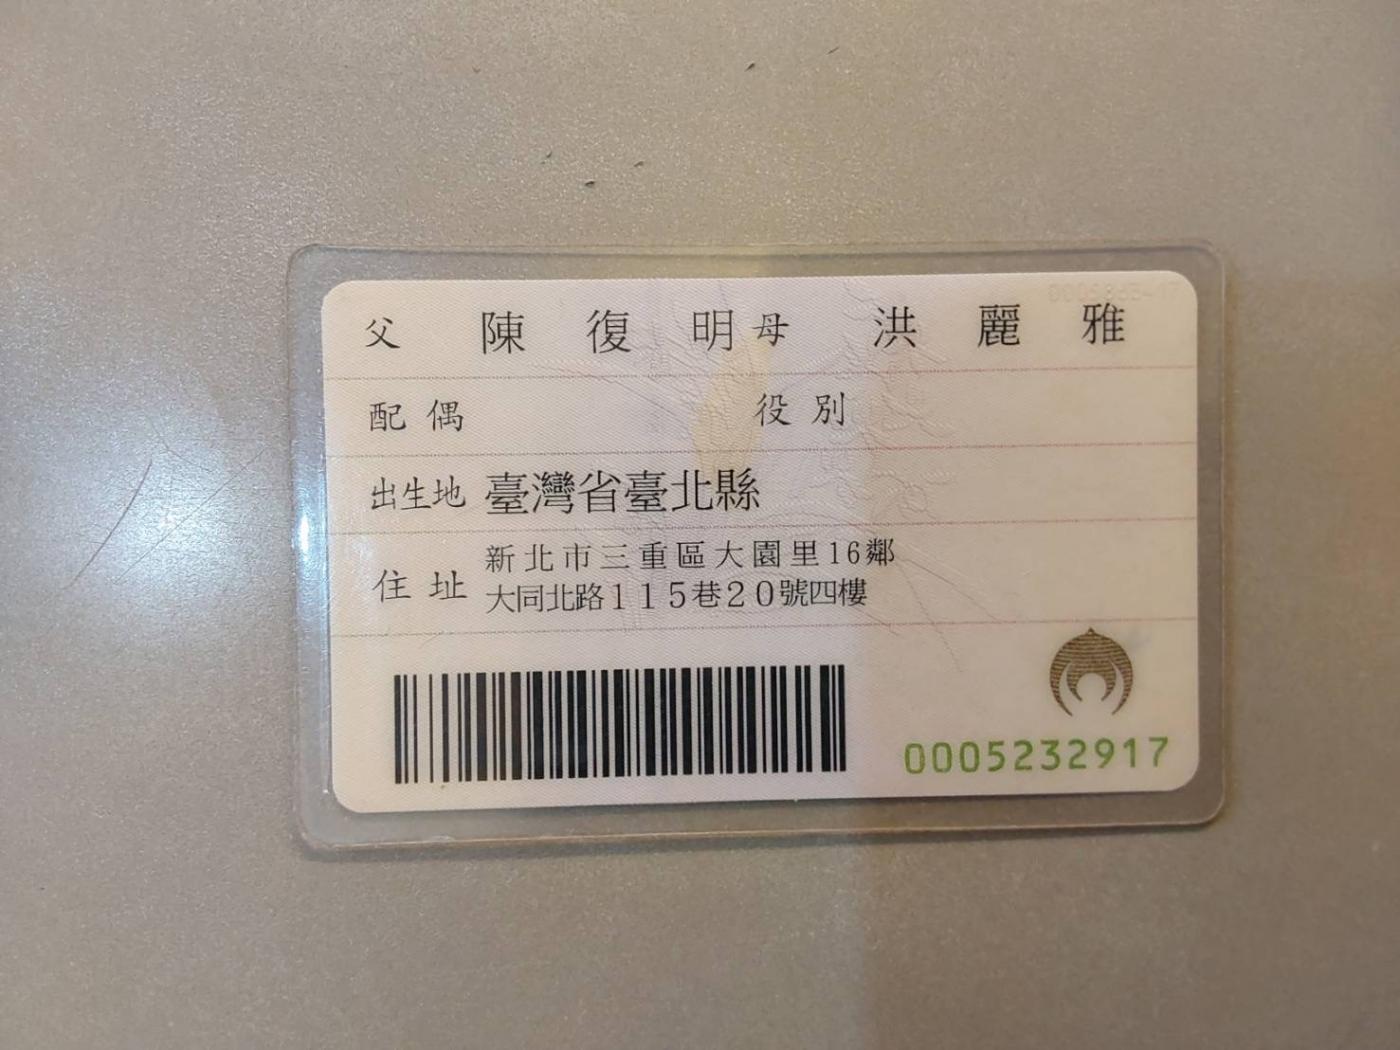 父 陳復明 母 洪麗雅
配偶 役別
出生地 臺灣省臺北縣
住址 新北市三重區大園里16鄰
大同北路115巷20號四樓
0005232917